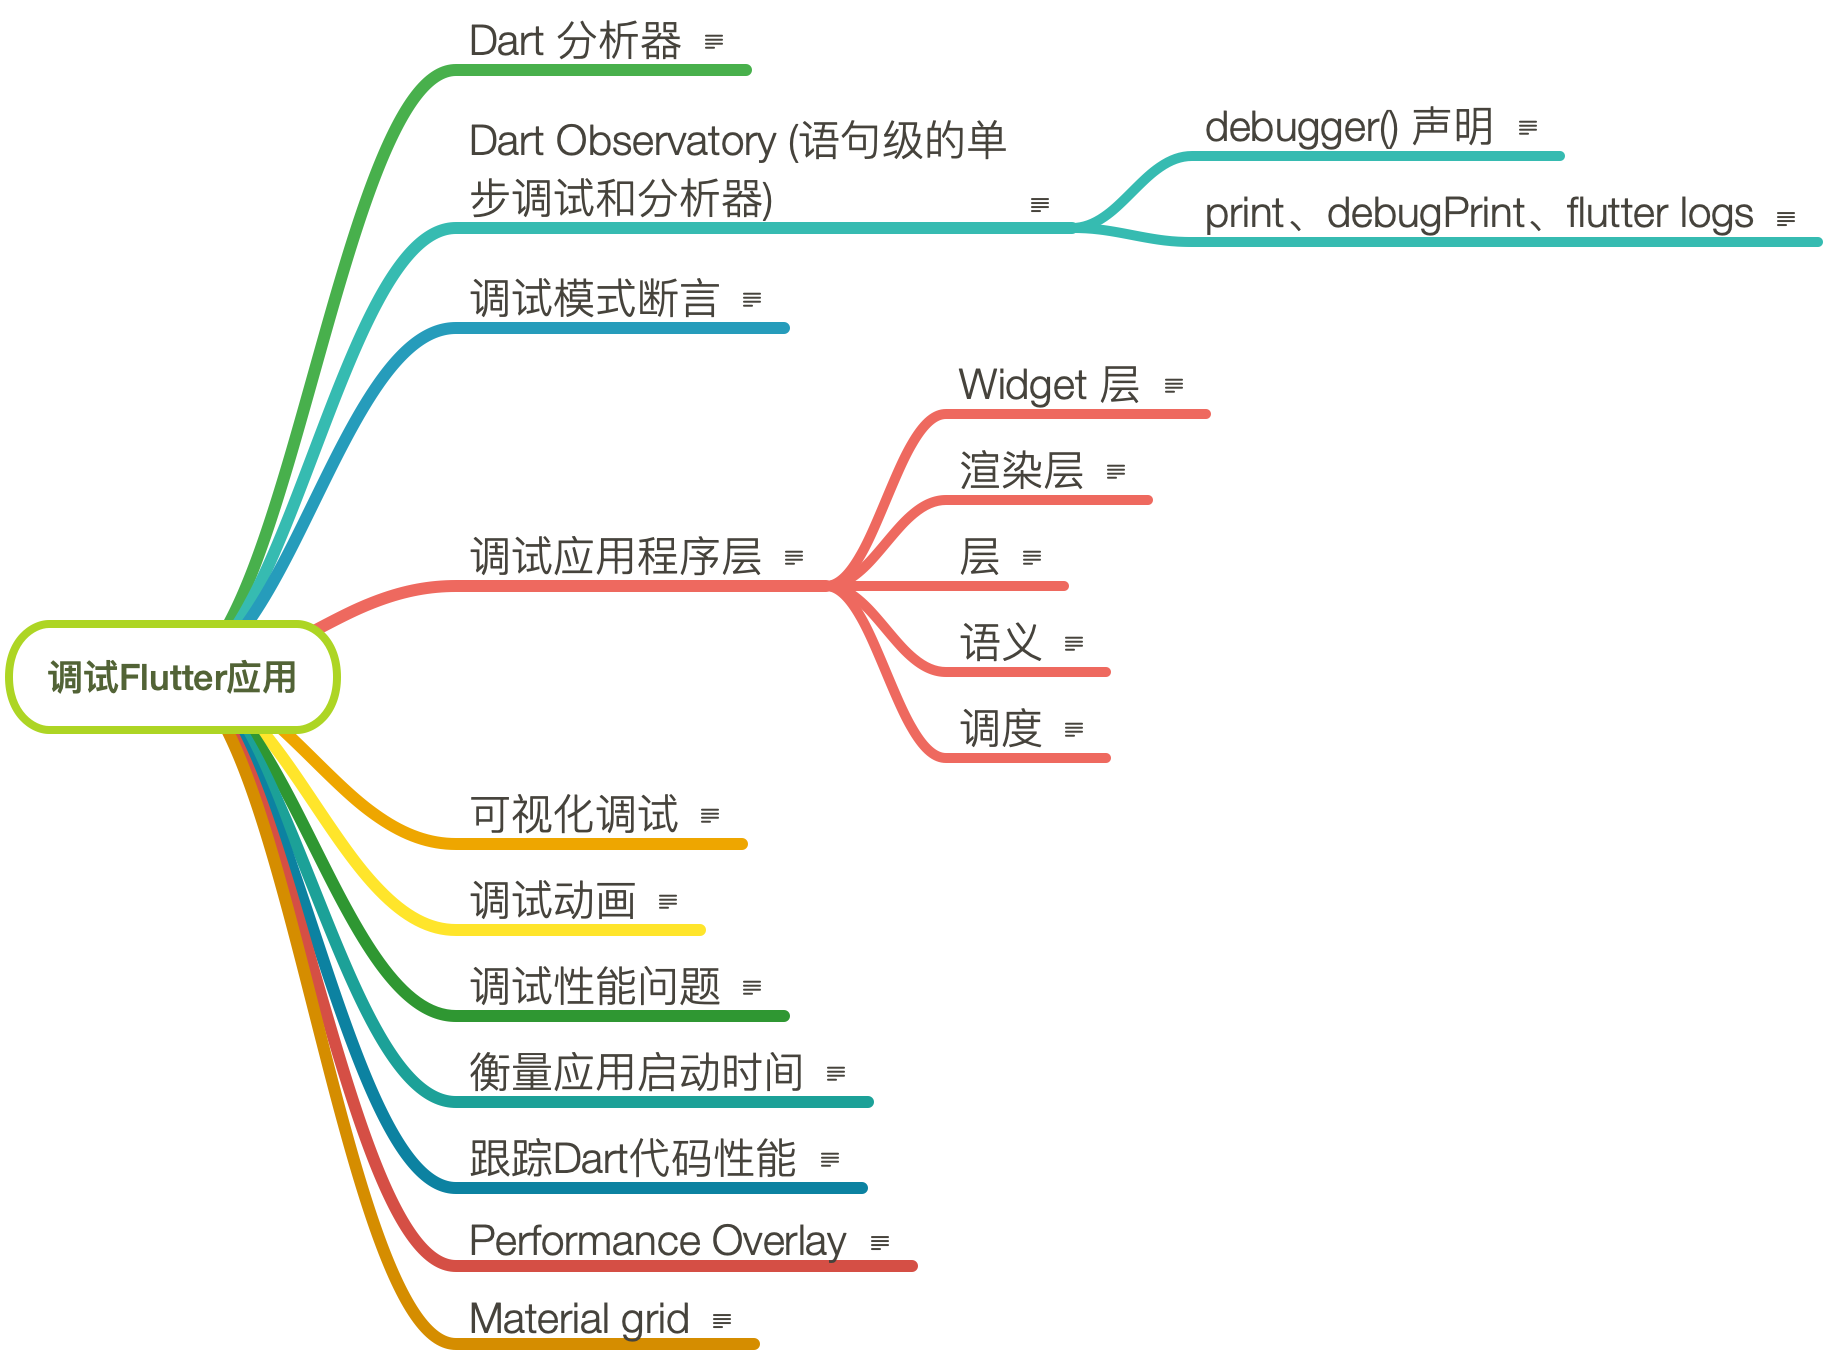 Dart 分析器
Dart Observatory (语句级的单
步调试和分析器)
debugger() 声明
print、debugPrint、flutter logs
调试模式断言
调试应用程序层
Widget 层
渲染层
层
语义
调度
调试Flutter应用
可视化调试
调试动画
调试性能问题
衡量应用启动时间
跟踪Dart代码性能
Performance Overlay
Material grid